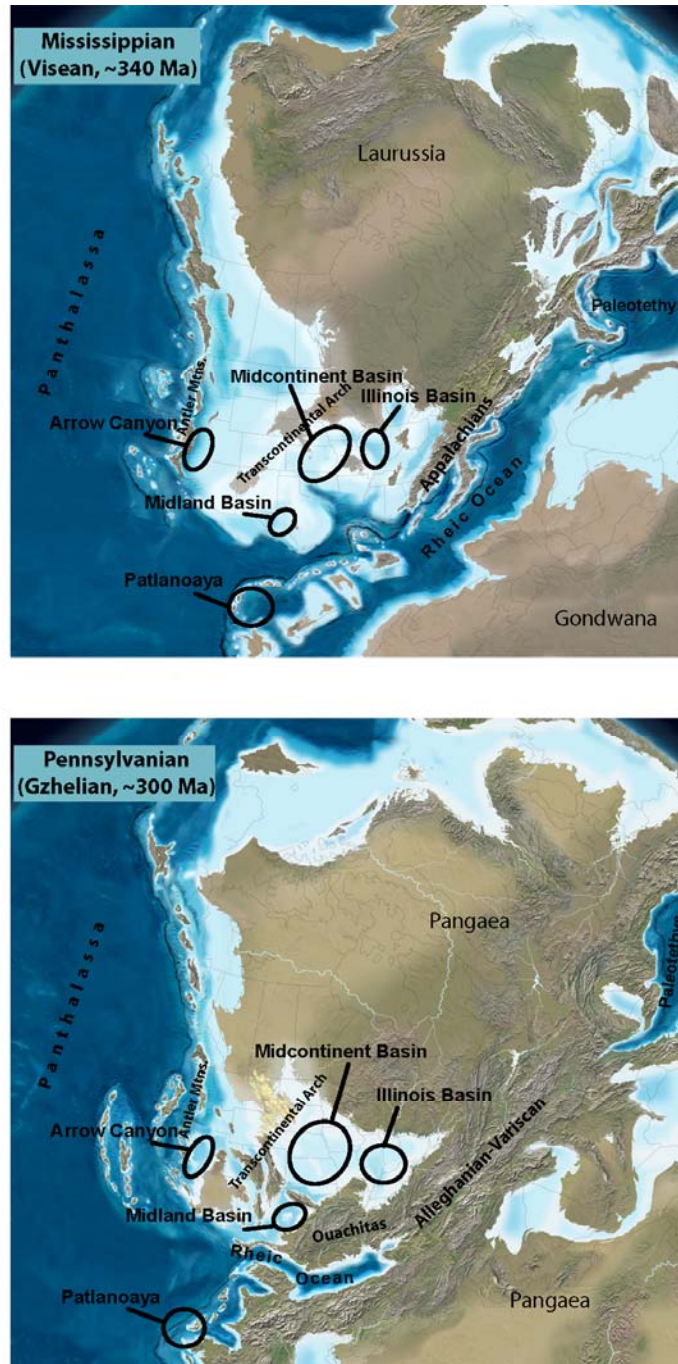 Mississippian
(Visean, ~340 Ma)
Laurussia
Panthalassa
Paleotethy
Antler Mtns.
Midcontinent Basin
Illinois Basin
Arrow Canyon
Transcontinental Arch
Appalachians
Midland Basin
Rheic Ocean
Patlanoaya
Gondwana
Pennsylvanian
(Gzhelian, ~300 Ma)
Pangaea
Panthalassa
Paleotethys
Midcontinent Basin
Antler Mtns.
Illinois Basin
Arrow Canyon
Transcontinental Arch
Alleghanian-Variscan
Midland Basin
Ouachitas
Rheic
Ocean
Patlanoaya
Pangaea